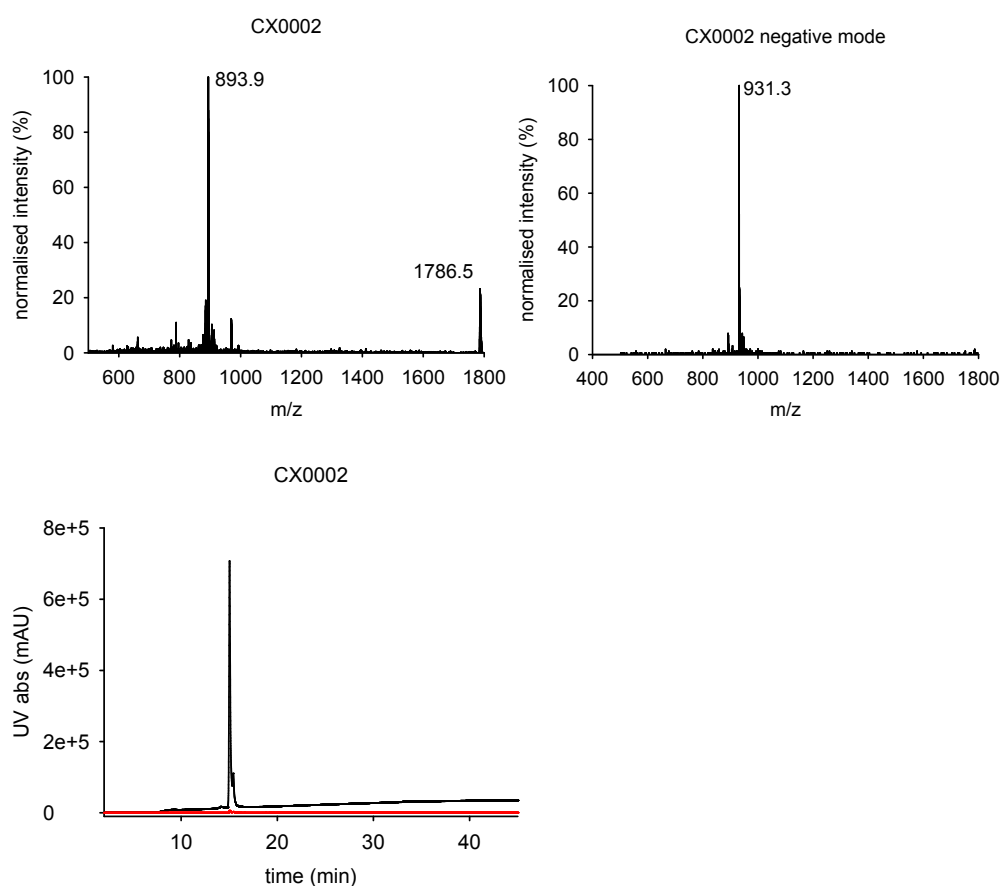 CX0002
normalised intensity (%)
100
80
60
40
20
0
893.9
1786.5
600 800 1000 1200 1400 1600 1800
m/z
CX0002 negative mode
normalised intensity (%)
100
80
60
40
20
0
931.3
400 600 800 1000 1200 1400 1600 1800
m/z
CX0002
UV abs (mAU)
8e+5
6e+5
4e+5
2e+5
0
10 20 30 40
time (min)